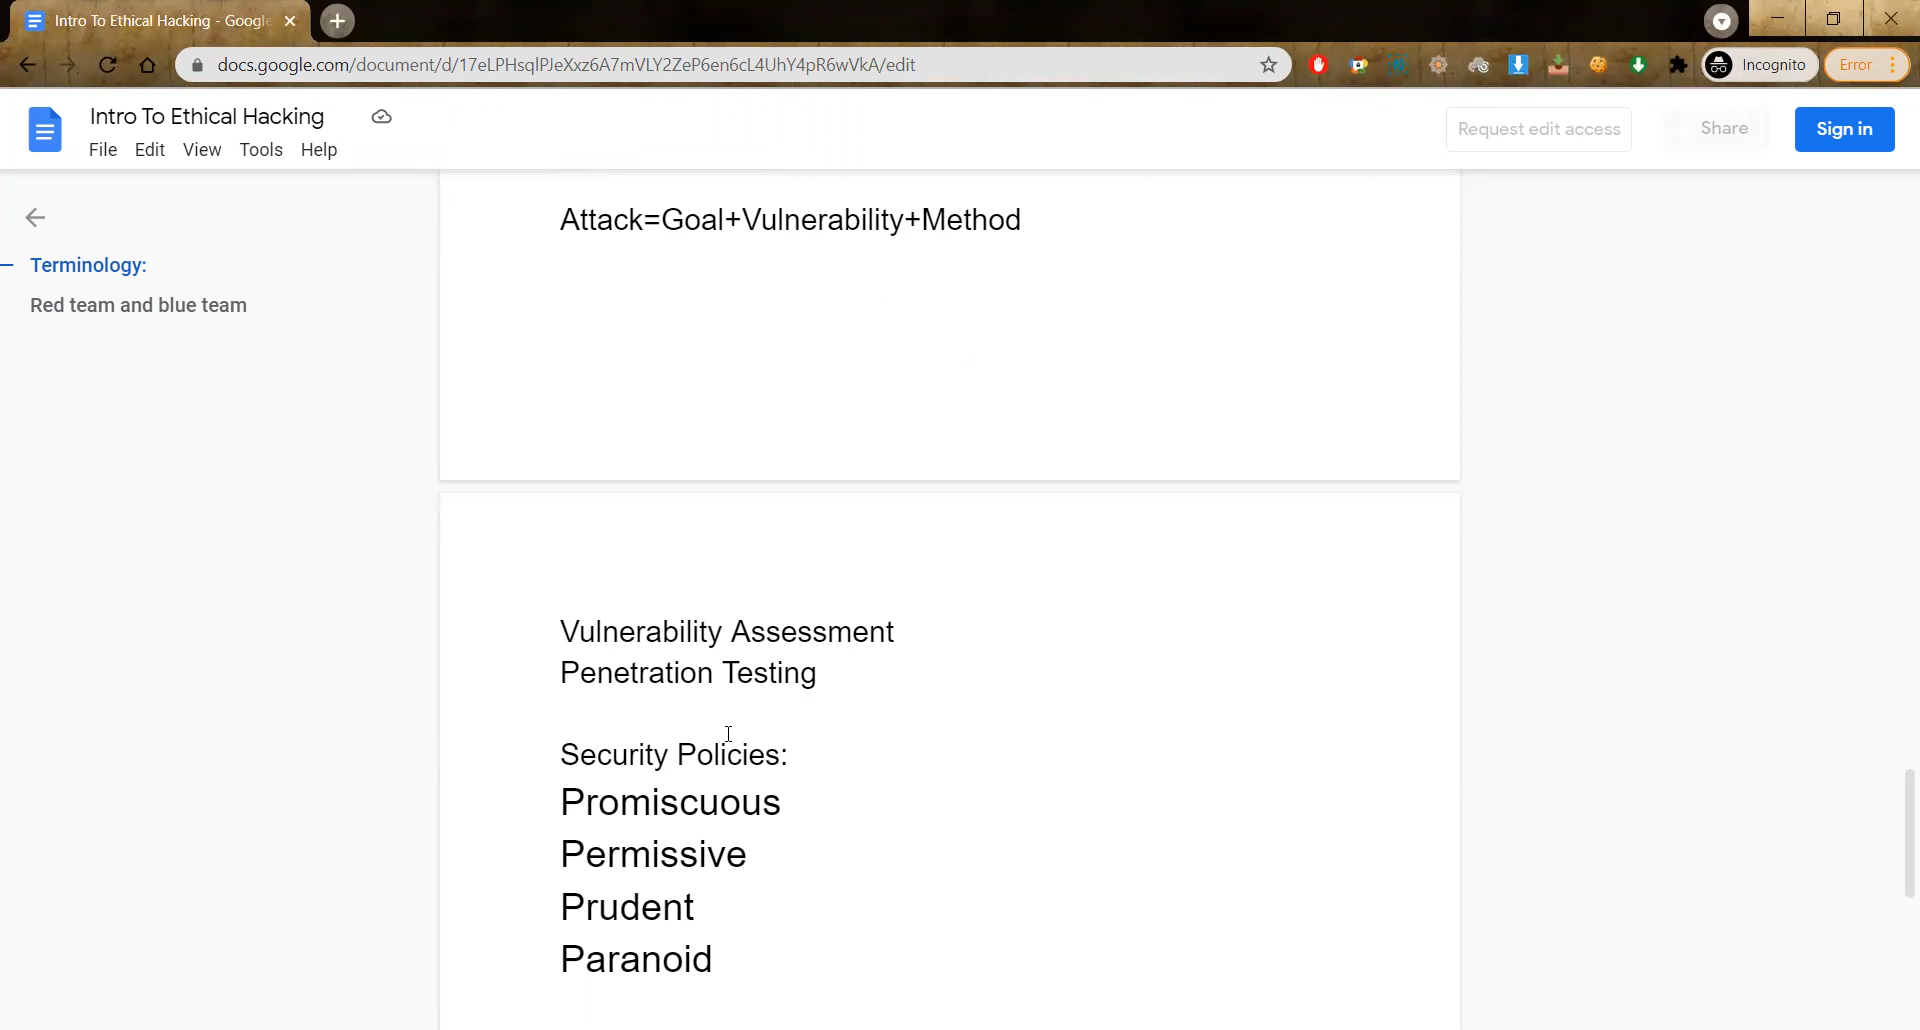 Intro To Ethical Hacking - Google
docs.google.com/document/d/17eLPHsqlPJeXxz6A7mVLY2ZeP6en6cL4UhY4pR6wVkA/edit
Incognito
Error
Intro To Ethical Hacking
File Edit View Tools Help
Request edit access
Share
Sign in
Terminology:
Red team and blue team
Attack=Goal+Vulnerability+Method
Vulnerability Assessment
Penetration Testing
Security Policies:
Promiscuous
Permissive
Prudent
Paranoid